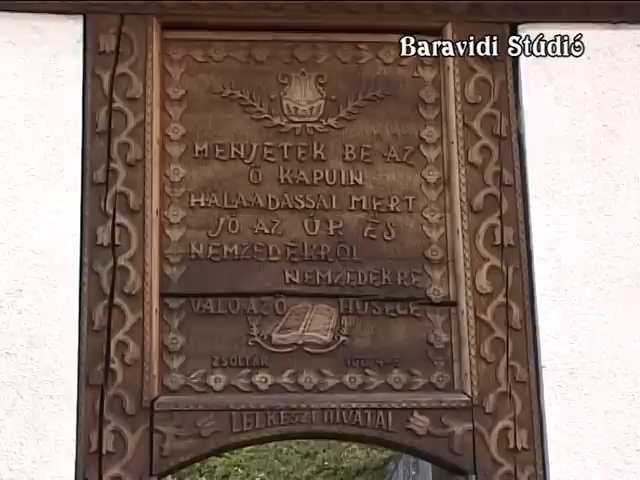 Baravidi Stúdió
MENJETEK BE AZ
Ő KAPUIN
HÁLAADÁSSAL MERT
JÓ AZ ÚR ÉS
NEMZEDÉKRŐL
NEMZEDÉKRE
VALÓ AZ Ő HŰSÉGE
ZSOLTÁR
LELKÉSZI HIVATAL